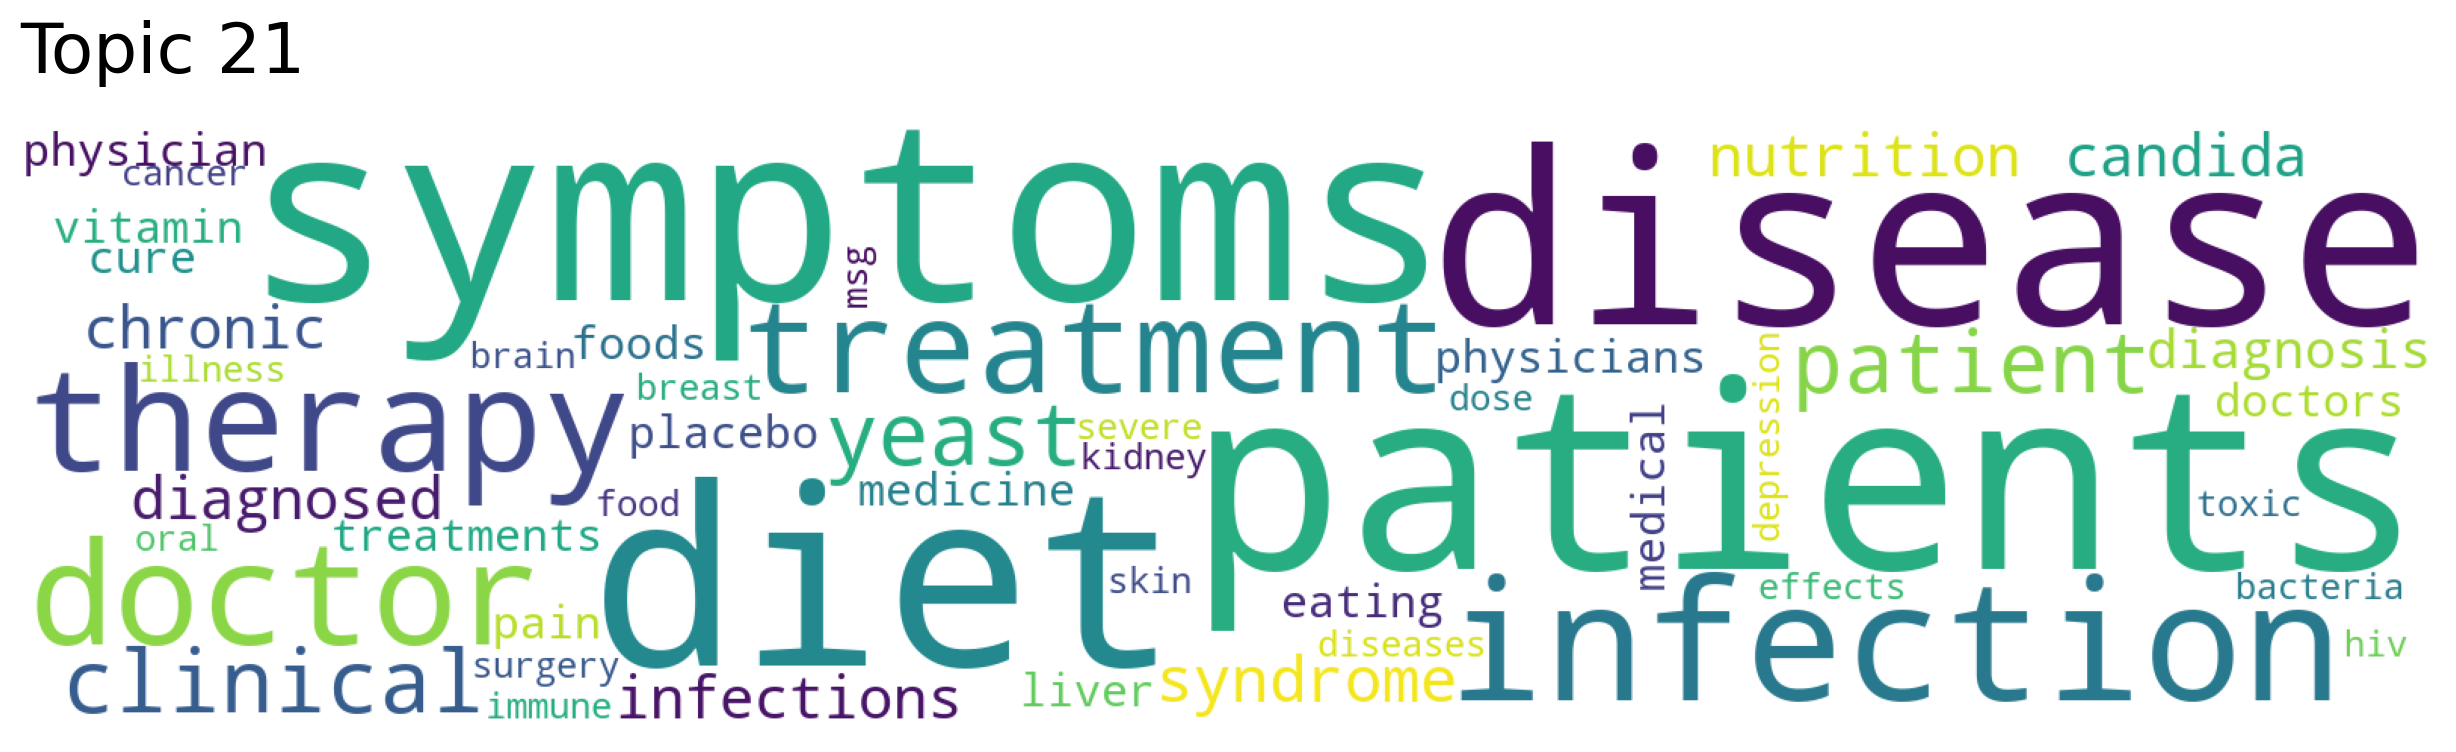 Topic 21
physician
cancer
symptoms
disease
nutrition
candida
vitamin
cure
msg
chronic
treatment
brain
foods
physicians
patient
diagnosis
illness
therapy
breast
dose
depression
doctors
placebo
yeast
severe
kidney
patients
medical
diagnosed
food
diet
medicine
toxic
oral
treatments
doctor
skin
eating
infection
effects
bacteria
pain
diseases
hiv
clinical
surgery
immune
infections
liver
syndrome